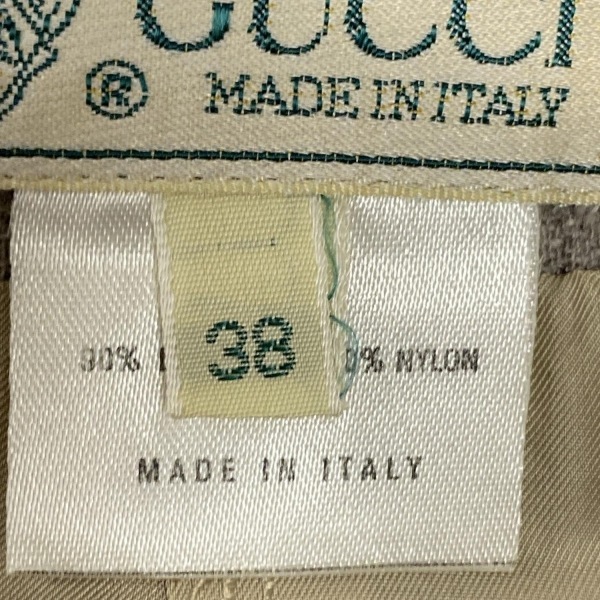 GUCCI
® MADE IN ITALY
38
90% NYLON
MADE IN ITALY